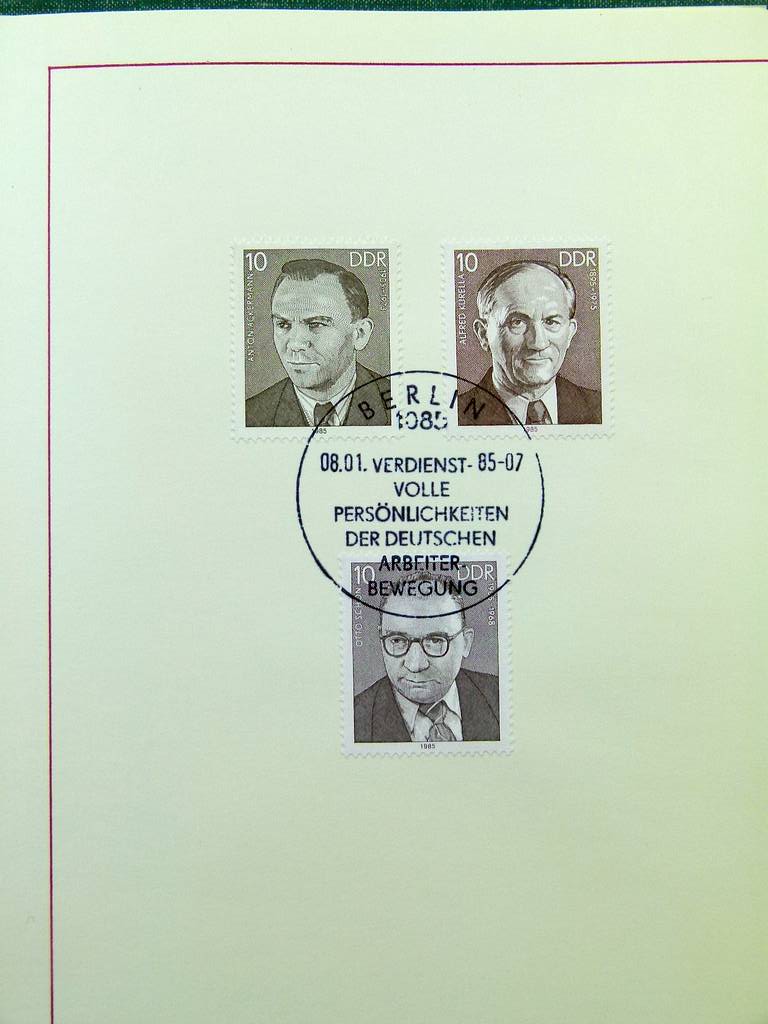 10 DDR
ANTON ACKERMANN
1985
10 DDR
ALFRED KURELLA
1895-1975
1985
BERLIN
1085
08.01. VERDIENST- 85-07
VOLLE
PERSÖNLICHKEITEN
DER DEUTSCHEN
ARBEITER-
BEWEGUNG
10 DDR
OTTO SCHÖN
1985